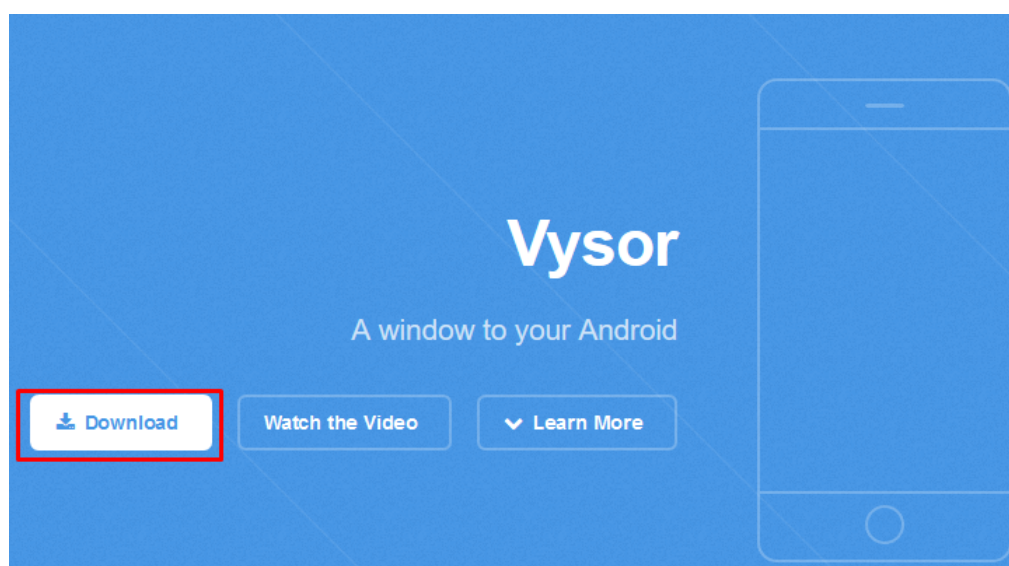 Vysor
A window to your Android
Download
Watch the Video
Learn More